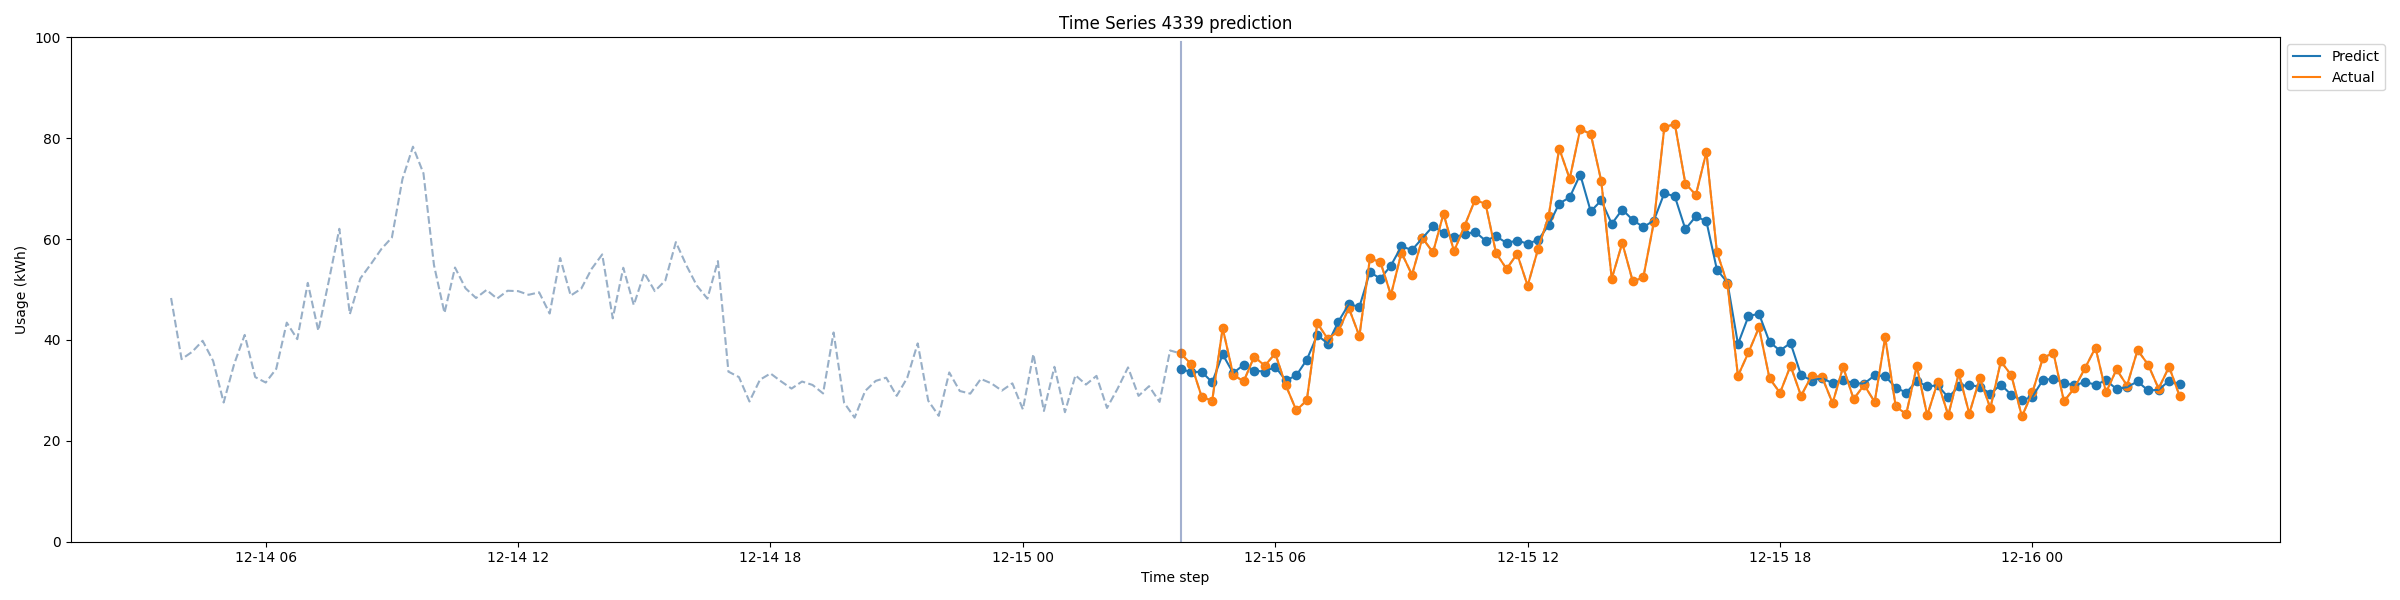 Time Series 4339 prediction
100
80
60
40
20
0
Usage (kWh)
12-14 06
12-14 12
12-14 18
12-15 00
12-15 06
12-15 12
12-15 18
12-16 00
Time step
Predict
Actual